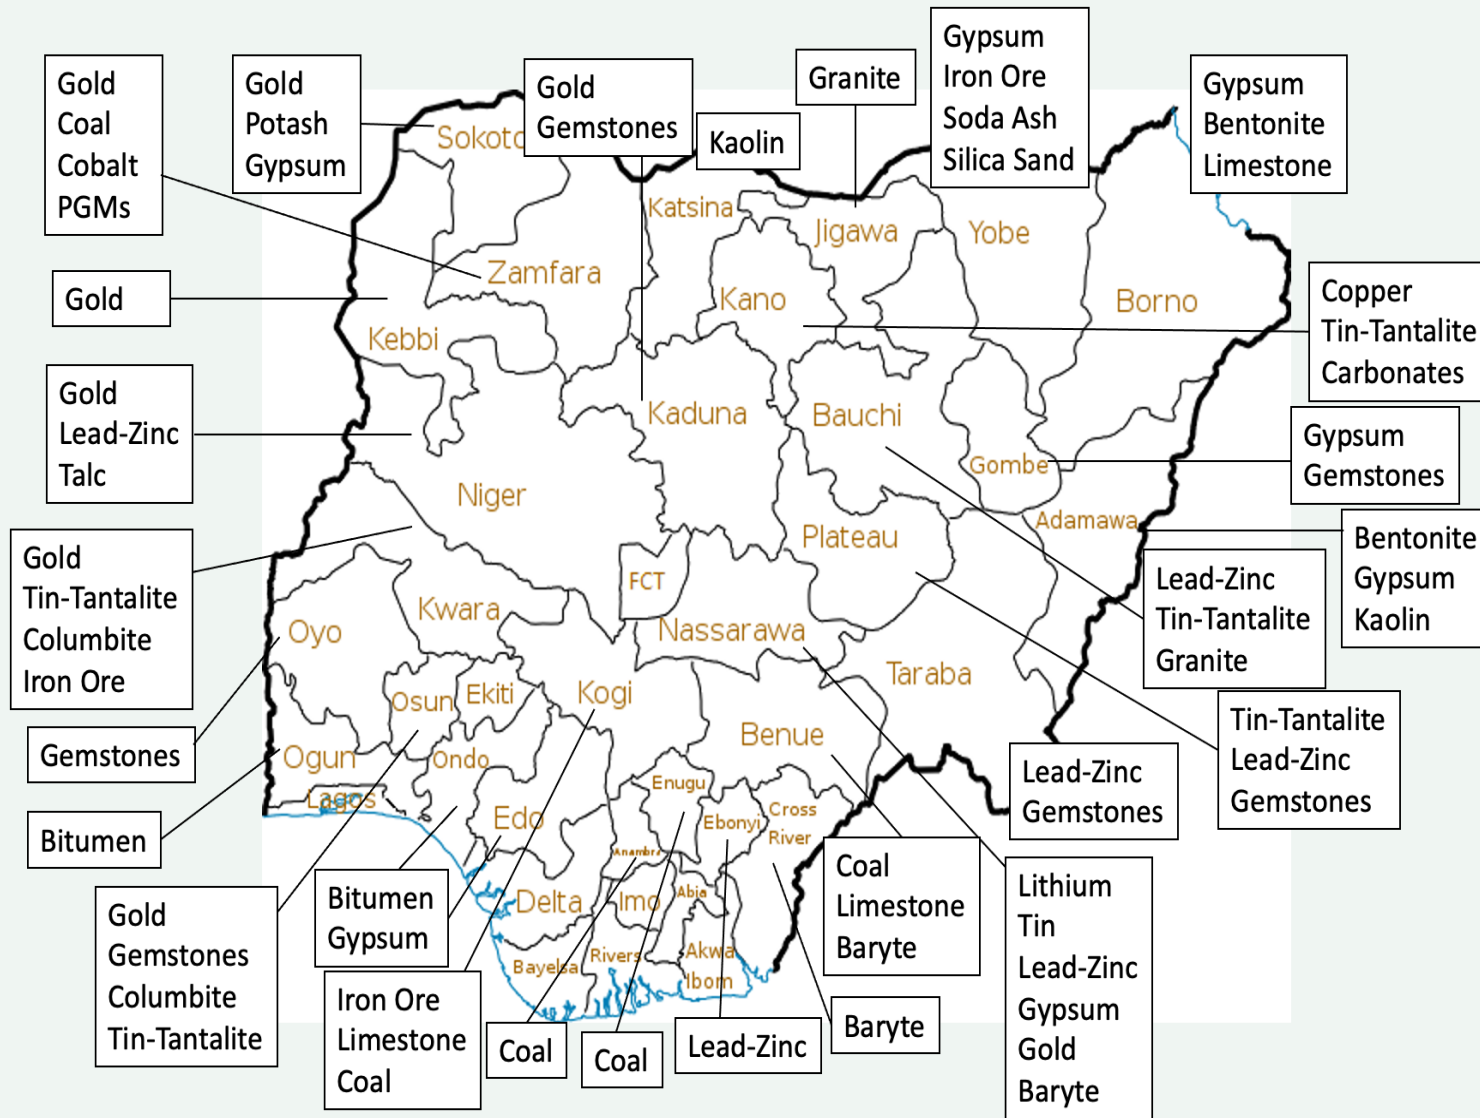 Gypsum
Iron Ore
Soda Ash
Silica Sand
Gold
Coal
Cobalt
PGMs
Gold
Potash
Gypsum
Gold
Gemstones
Granite
Gypsum
Bentonite
Limestone
Kaolin
Sokoto
Katsina
Jigawa
Yobe
Zamfara
Kano
Borno
Gold
Kebbi
Copper
Tin-Tantalite
Carbonates
Gold
Lead-Zinc
Talc
Kaduna
Bauchi
Gombe
Gypsum
Gemstones
Niger
Plateau
Adamawa
Bentonite
Gypsum
Kaolin
Gold
Tin-Tantalite
Columbite
Iron Ore
FCT
Lead-Zinc
Tin-Tantalite
Granite
Kwara
Oyo
Nassarawa
Taraba
Osun
Ekiti
Kogi
Tin-Tantalite
Lead-Zinc
Gemstones
Gemstones
Ogun
Ondo
Benue
Lead-Zinc
Gemstones
Lagos
Enugu
Edo
Ebonyi
Cross
River
Bitumen
Anambra
Coal
Limestone
Baryte
Lithium
Tin
Lead-Zinc
Gypsum
Gold
Baryte
Gold
Gemstones
Columbite
Tin-Tantalite
Bitumen
Gypsum
Delta
Imo
Abia
Bayelsa
Rivers
Akwa
Ibom
Iron Ore
Limestone
Coal
Coal
Coal
Lead-Zinc
Baryte